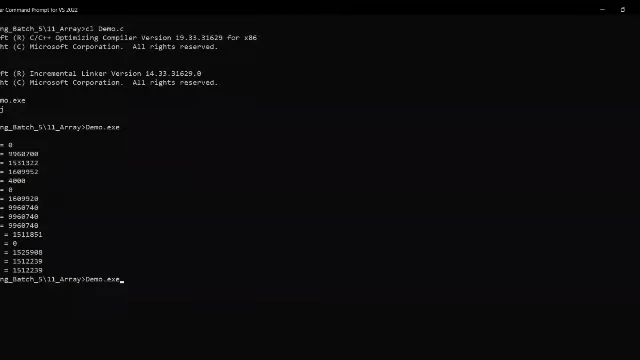 er Command Prompt for VS 2022
ng_Batch_5\11_Array>cl Demo.c
ft (R) C/C++ Optimizing Compiler Version 19.33.31629 for x86
ht (C) Microsoft Corporation. All rights reserved.
ft (R) Incremental Linker Version 14.33.31629.0
ht (C) Microsoft Corporation. All rights reserved.
mo.exe
j
ng_Batch_5\11_Array>Demo.exe
= 0
= 9960700
= 1531322
= 1609952
= 4000
= 0
= 1609920
= 9960740
= 9960740
= 9960740
= 1511851
= 0
= 1525908
= 1512239
= 1512239
ng_Batch_5\11_Array>Demo.exe